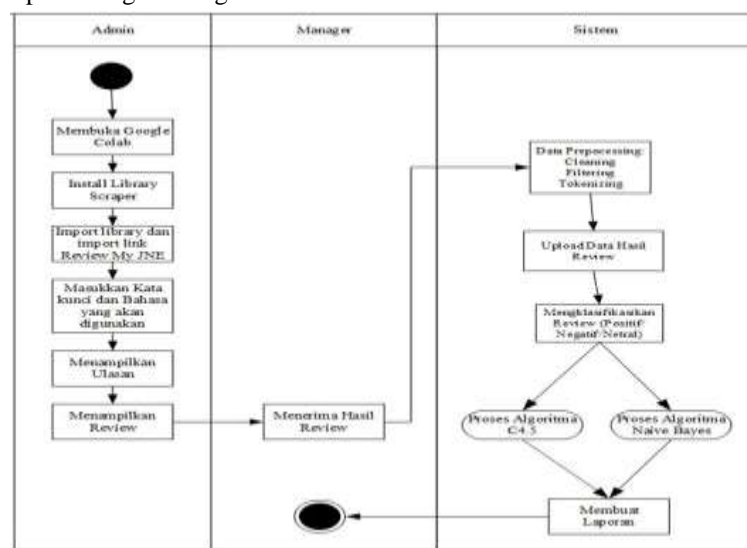 Admin
Manager
Sistem
Membuka Google
Colab
Install Library
Scraper
Import library dan
import link
Review My JNE
Masukkan Kata
kunci dan Bahasa
yang akan
digunakan
Menampilkan
Ulasan
Menampilkan
Review
Menerima Hasil
Review
Data Prepocessing:
Cleaning
Filtering
Tokenizing
Upload Data Hasil
Review
Mengklasifikasikan
Review (Positif/
Negatif/Netral)
Proses Algoritma
C4.5
Proses Algoritma
Naive Bayes
Membuat
Laporan